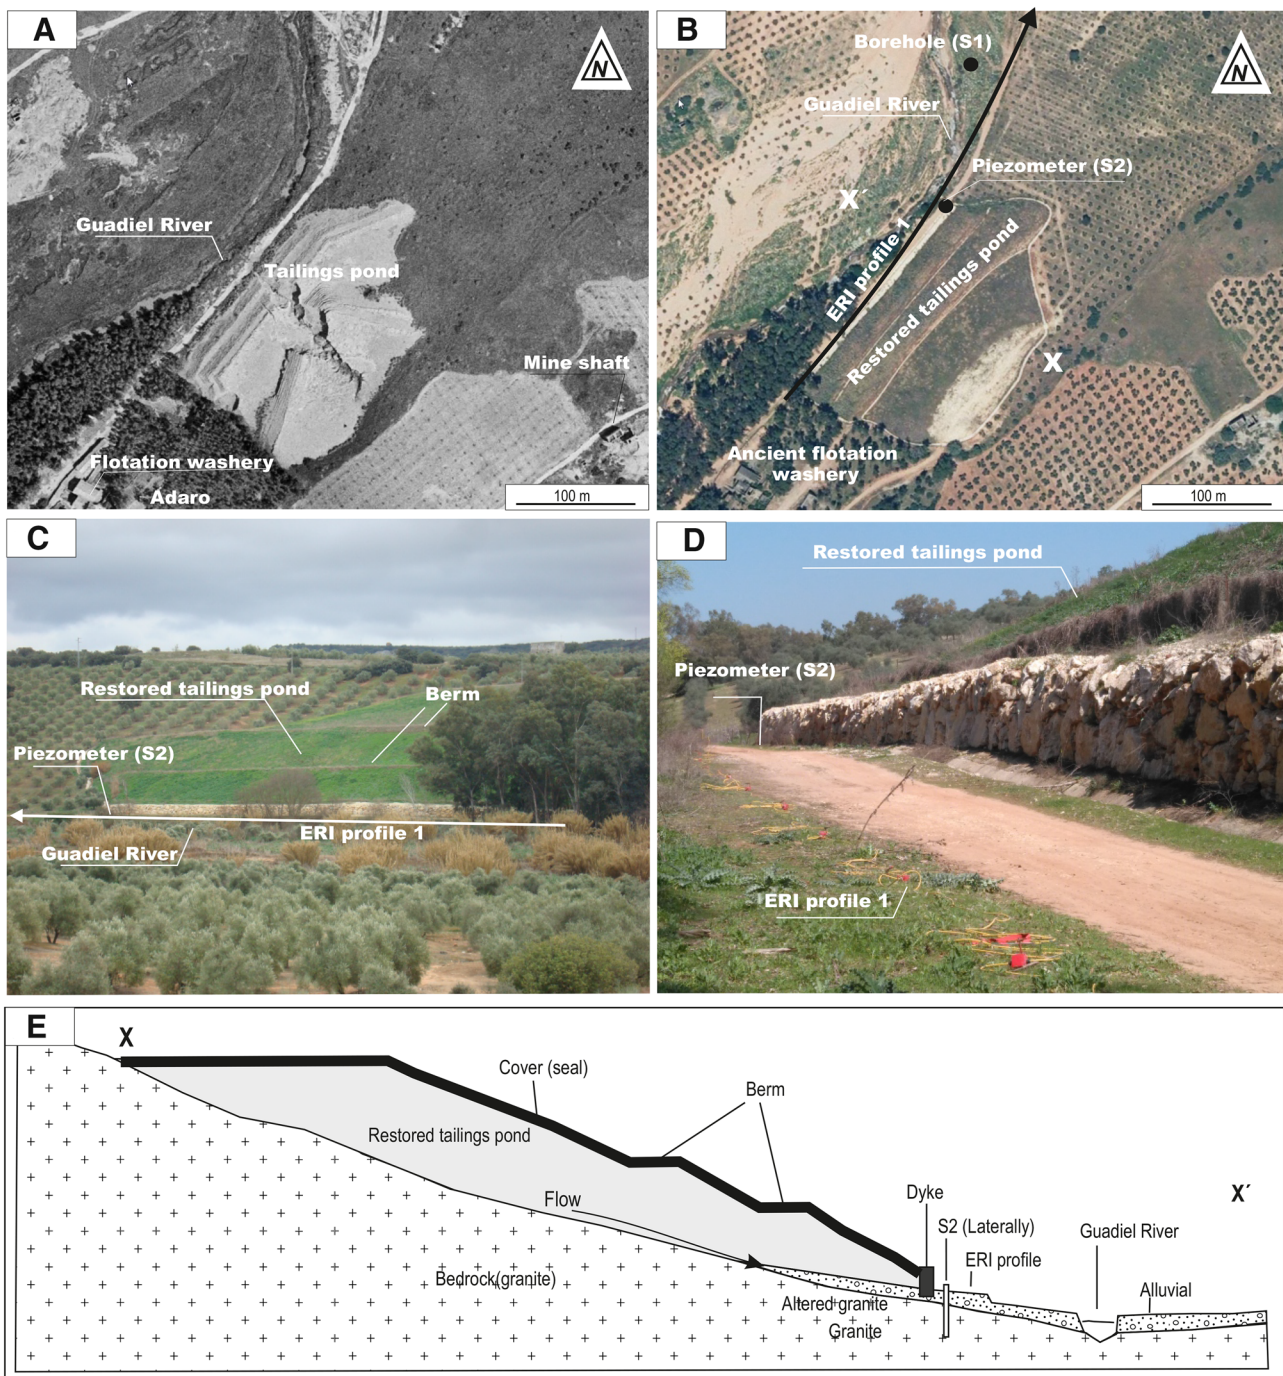 A
N
Guadiel River
Tailings pond
Mine shaft
Flotation washery
Adaro
100 m
B
N
Borehole (S1)
Guadiel River
Piezometer (S2)
X´
ERI profile 1
Restored tailings pond
X
Ancient flotation
washery
100 m
C
Restored tailings pond
Berm
Piezometer (S2)
ERI profile 1
Guadiel River
D
Restored tailings pond
Piezometer (S2)
ERI profile 1
E
X
Cover (seal)
Berm
Restored tailings pond
Flow
Dyke
X´
S2 (Laterally)
Guadiel River
ERI profile
Bedrock(granite)
Alluvial
Altered granite
Granite